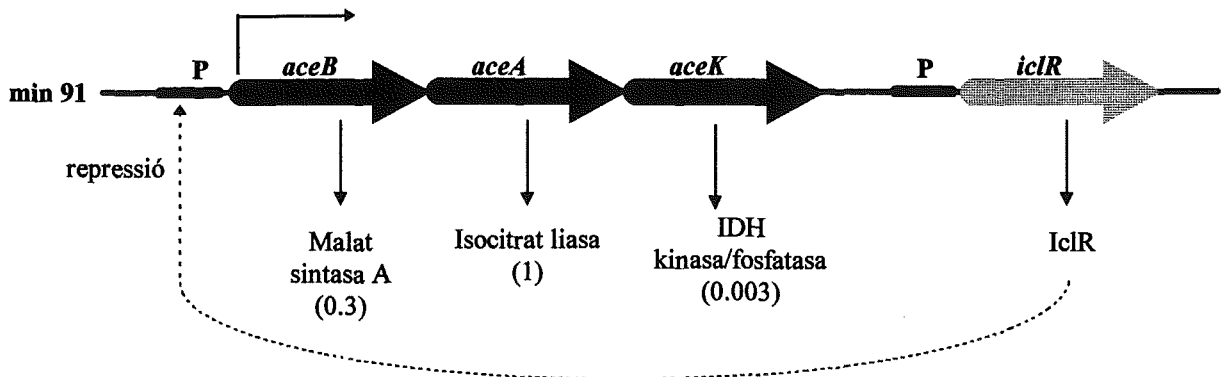 P aceB aceA aceK P iclR
min 91
repressió
Malat
sintasa A
(0.3)
Isocitrat liasa
(1)
IDH
kinasa/fosfatasa
(0.003)
IclR